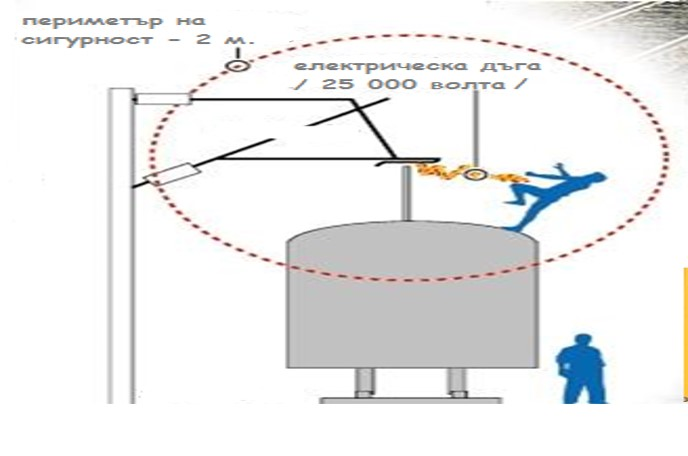 периметър на
сигурност - 2 м.
електрическа дъга
/ 25 000 волта /